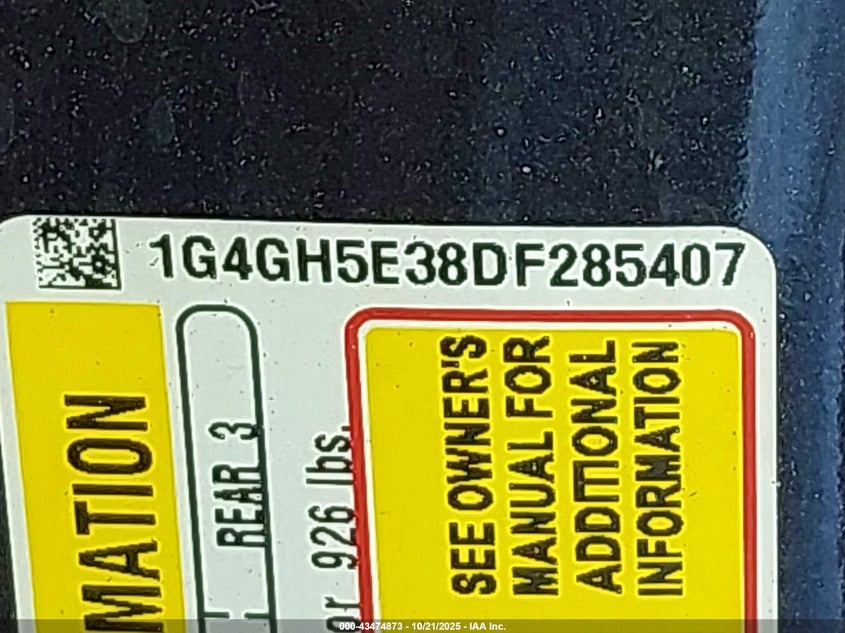 1G4GH5E38DF285407
MATION
REAR 3
or 926 lbs.
SEE OWNER'S
MANUAL FOR
ADDITIONAL
INFORMATION
000-43474873 - 10/21/2025 - IAA Inc.